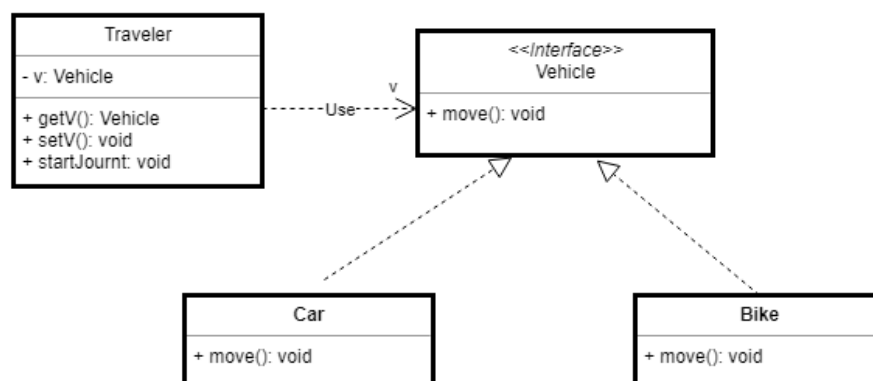 Traveler
- v: Vehicle
+ getV(): Vehicle
+ setV(): void
+ startJournt: void
Use
v
<<Interface>>
Vehicle
+ move(): void
Car
+ move(): void
Bike
+ move(): void